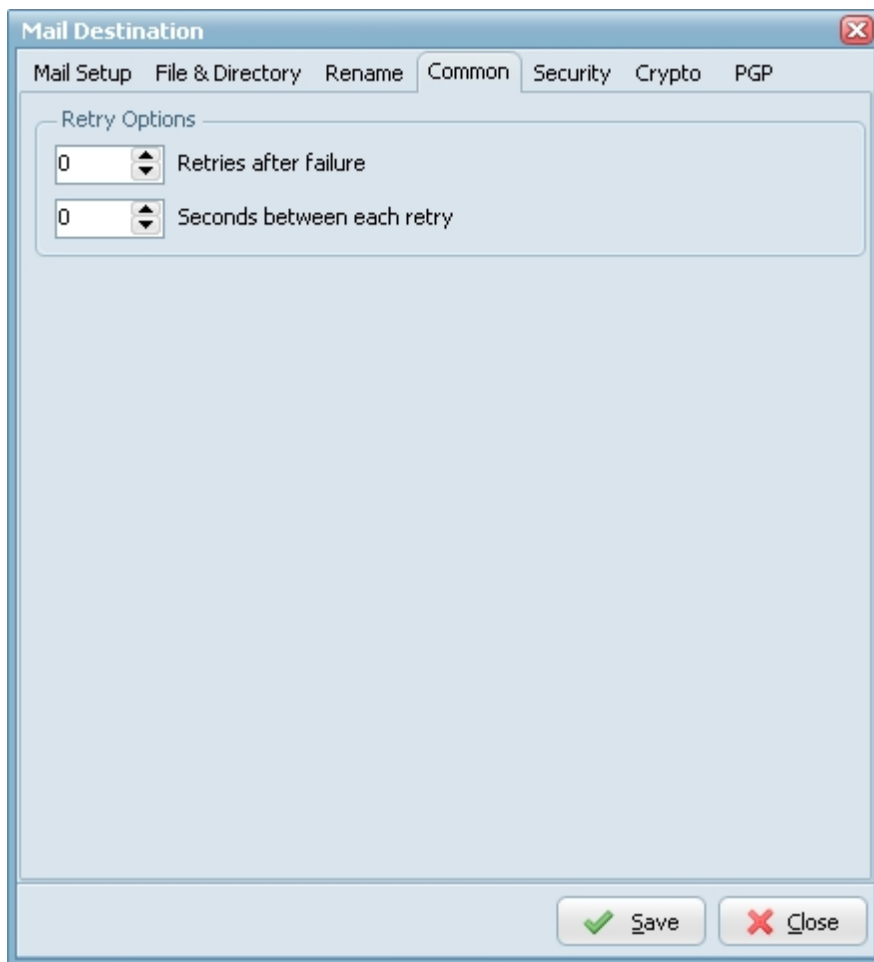 Mail Destination
Mail Setup File & Directory Rename Common Security Crypto PGP
Retry Options
0 Retries after failure
0 Seconds between each retry
Save Close